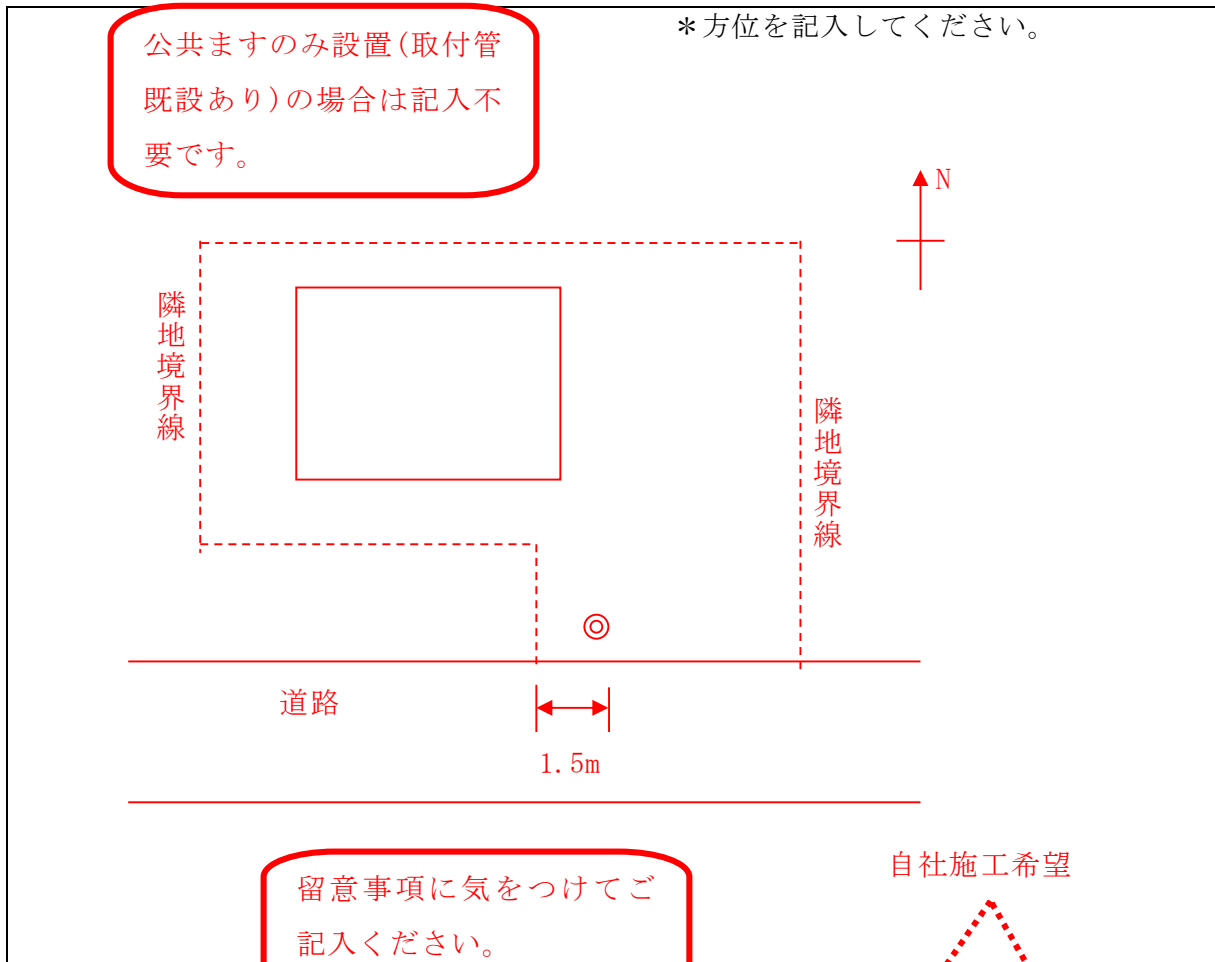 公共ますのみ設置(取付管
既設あり)の場合は記入不
要です。
＊方位を記入してください。
N
隣地境界線
隣地境界線
道路
1.5m
自社施工希望
留意事項に気をつけてご
記入ください。